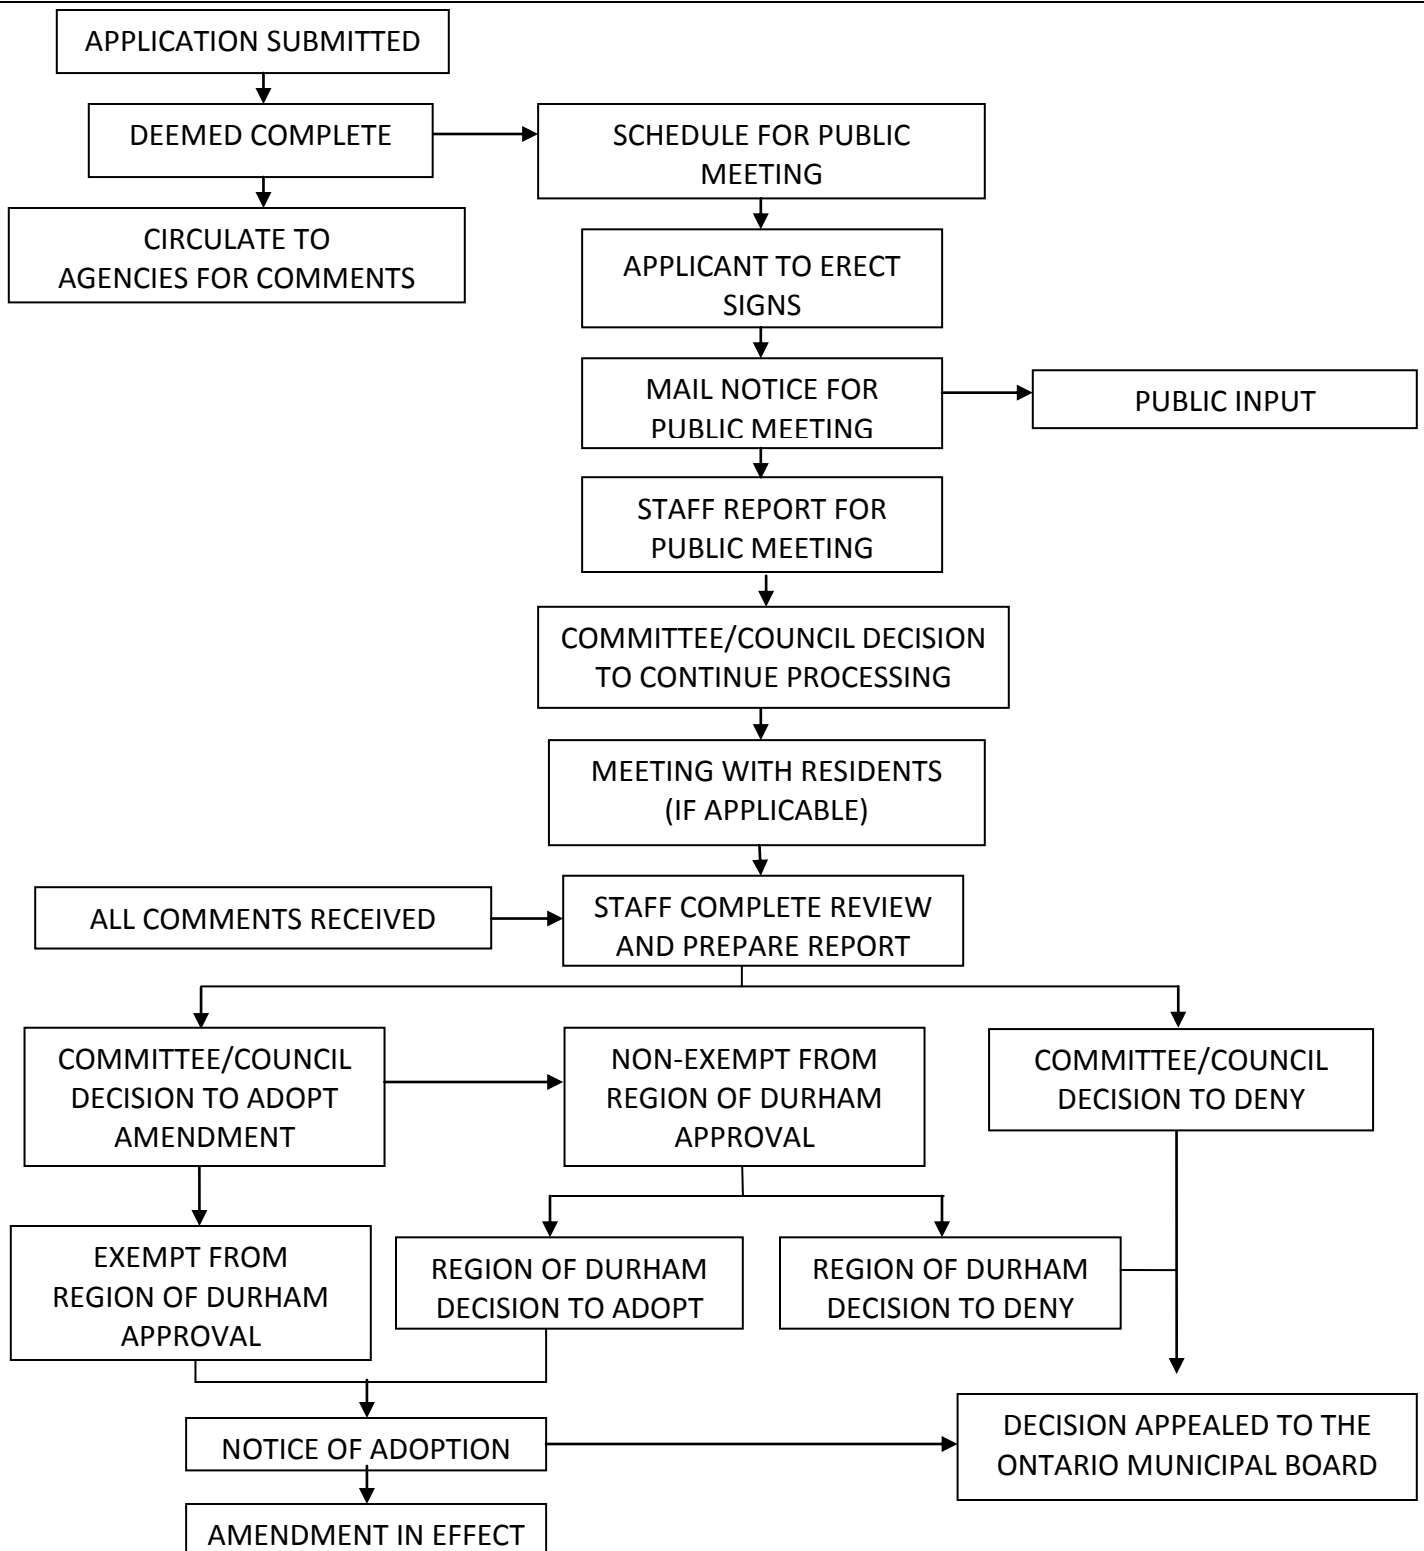 APPLICATION SUBMITTED
DEEMED COMPLETE
SCHEDULE FOR PUBLIC
MEETING
CIRCULATE TO
AGENCIES FOR COMMENTS
APPLICANT TO ERECT
SIGNS
MAIL NOTICE FOR
PUBLIC MEETING
PUBLIC INPUT
STAFF REPORT FOR
PUBLIC MEETING
COMMITTEE/COUNCIL DECISION
TO CONTINUE PROCESSING
MEETING WITH RESIDENTS
(IF APPLICABLE)
ALL COMMENTS RECEIVED
STAFF COMPLETE REVIEW
AND PREPARE REPORT
COMMITTEE/COUNCIL
DECISION TO ADOPT
AMENDMENT
NON-EXEMPT FROM
REGION OF DURHAM
APPROVAL
COMMITTEE/COUNCIL
DECISION TO DENY
EXEMPT FROM
REGION OF DURHAM
APPROVAL
REGION OF DURHAM
DECISION TO ADOPT
REGION OF DURHAM
DECISION TO DENY
NOTICE OF ADOPTION
DECISION APPEALED TO THE
ONTARIO MUNICIPAL BOARD
AMENDMENT IN EFFECT